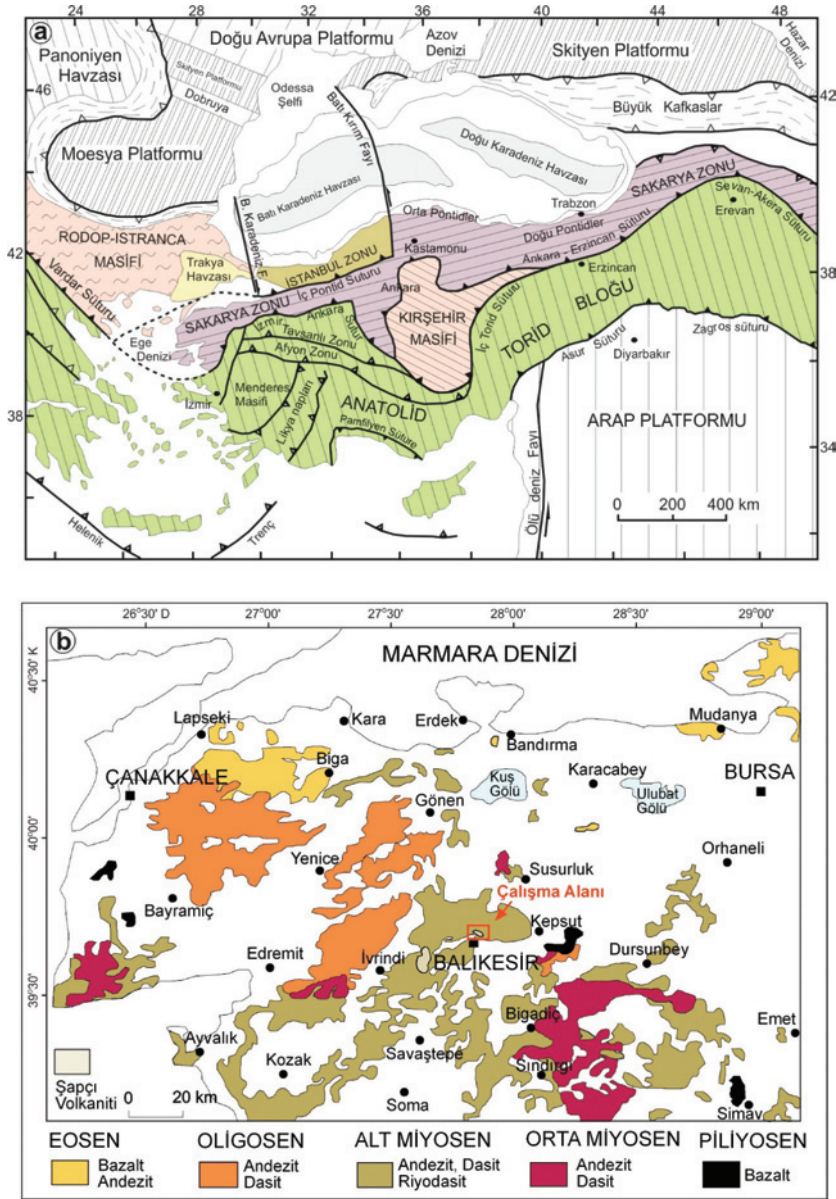 a
24 28 32 36 40 44 48
46
42
38
42
38
34
Panoniyen
Havzası
Doğu Avrupa Platformu
Azov
Denizi
Skityen Platformu
Hazar
Denizi
Skityen Platformu
Dobruya
Odessa
Şelfi
Batı Kırım Fayı
Büyük Kafkaslar
Moesya Platformu
Doğu Karadeniz Havzası
Batı Karadeniz Havzası
B. Karadeniz F.
SAKARYA ZONU
Sevan-Akera Sütürü
Erevan
Trabzon
Orta Pontidler
Doğu Pontidler
Kastamonu
Ankara - Erzincan Sütürü
Erzincan
RODOP-ISTRANCA
MASİFİ
Trakya
Havzası
İSTANBUL ZONU
Vardar Sütürü
SAKARYA ZONU
İç Pontid Suturu
Ankara
KIRŞEHİR
MASİFİ
İç Torid Sütürü
TORİD BLOĞU
Ege
Denizi
İzmir Ankara Sutur
Tavsanlı Zonu
Afyon Zonu
Asur Sütürü
Zagros süturu
Diyarbakır
İzmir
Menderes
Masifi
Likya napları
ANATOLİD
Pamfilyen Süture
ARAP PLATFORMU
Ölü deniz Fayı
0 200 400 km
Helenik
Trenç
b
26°30' D 27°00' 27°30' 28°00' 28°30' 29°00'
40°30' K
40°00'
39°30'
MARMARA DENİZİ
Lapseki
Kara
Erdek
Mudanya
Bandırma
ÇANAKKALE
Biga
Kuş
Gölü
Karacabey
BURSA
Ulubat
Gölü
Gönen
Yenice
Susurluk
Orhaneli
Çalışma Alanı
Bayramiç
Kepsut
Edremit
İvrindi
BALIKESİR
Dursunbey
Bigadiç
Emet
Ayvalık
Savaştepe
Kozak
Sındırgı
Soma
Simav
Şapçı
Volkaniti
0 20 km
EOSEN OLİGOSEN ALT MİYOSEN ORTA MİYOSEN PİLİYOSEN
Bazalt
Andezit
Andezit
Dasit
Andezit, Dasit
Riyodasit
Andezit
Dasit
Bazalt